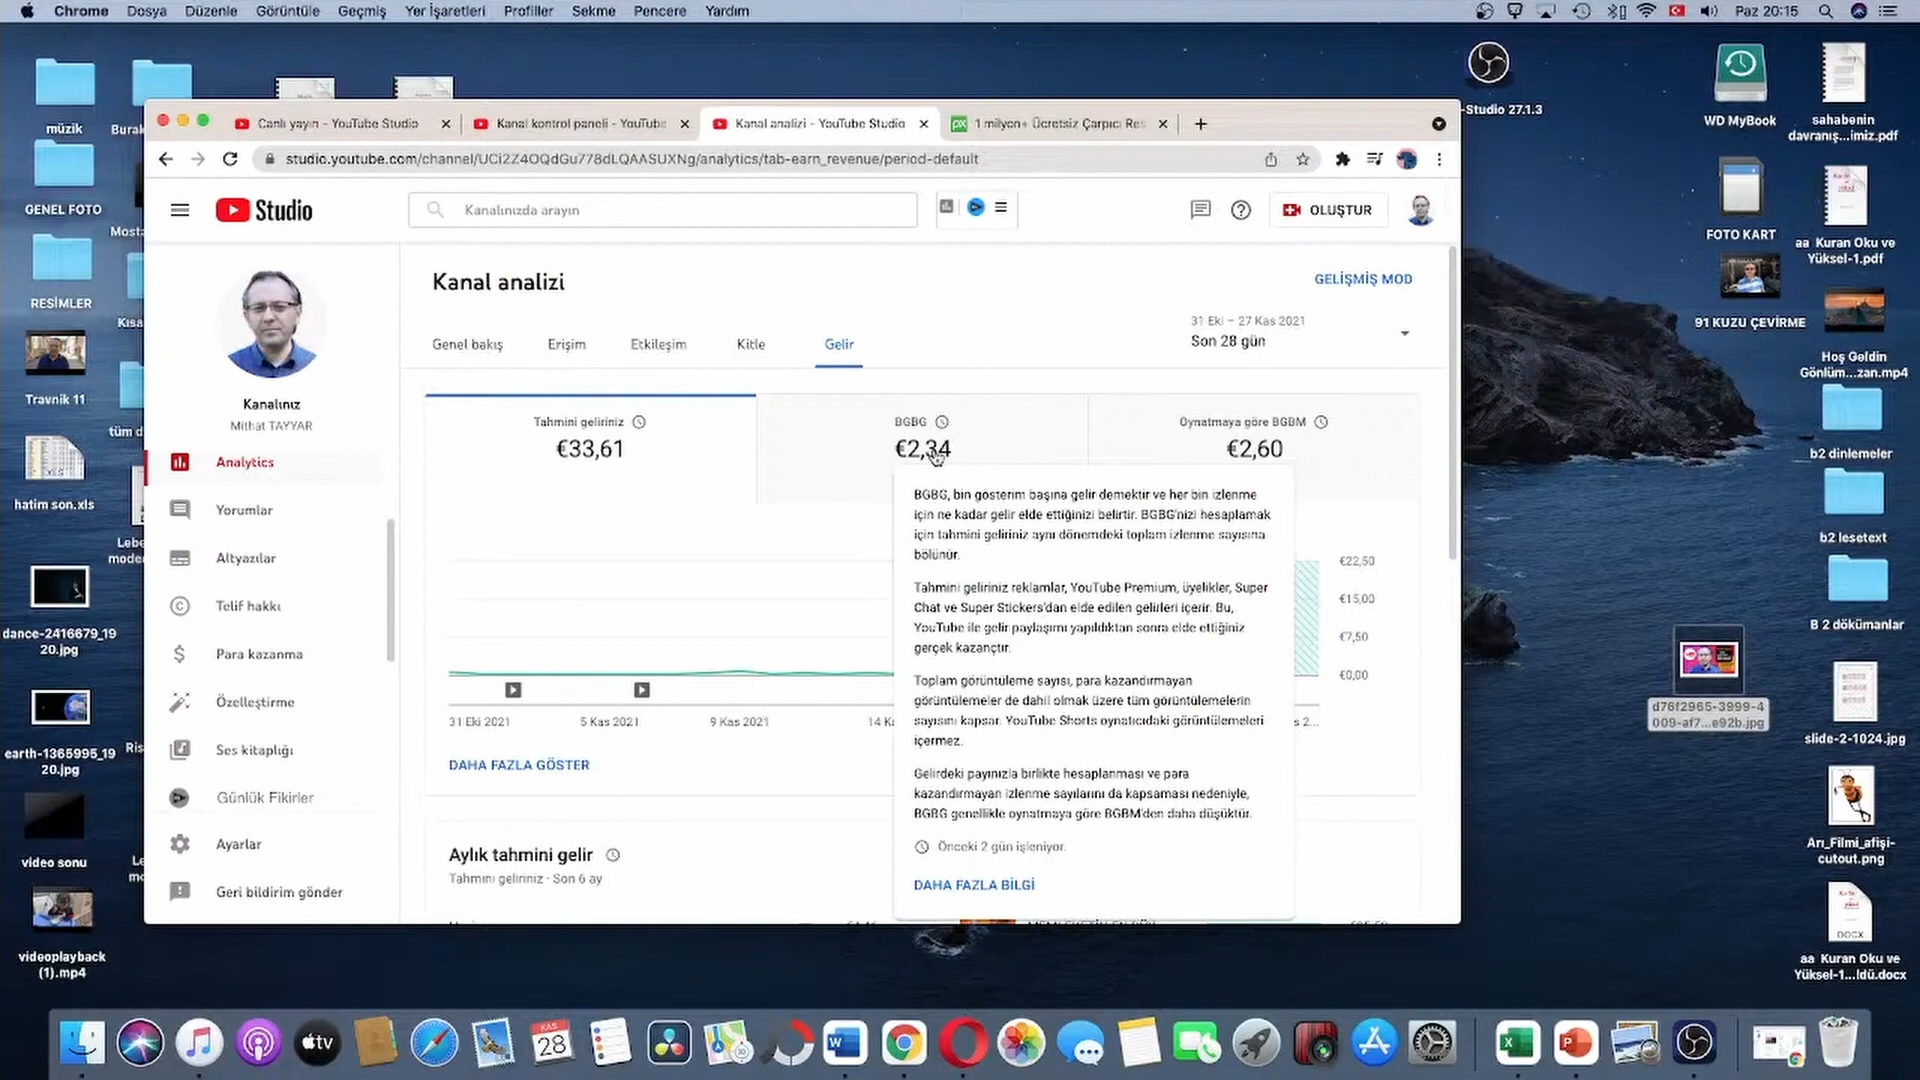 Chrome Dosya Düzenle Görüntüle Geçmiş Yer İşaretleri Profiller Sekme Pencere Yardım
Paz 20:15
müzik
Burak
GENEL FOTO
Mosta
RESİMLER
Kısa
Travnik 11
tüm d
hatim son.xls
Lebe
moder
dance-2416679_19
20.jpg
earth-1365995_19
20.jpg
Ris
video sonu
videoplayback
(1).mp4
Canlı yayın - YouTube Studio
Kanal kontrol paneli - YouTube
Kanal analizi - YouTube Studio
1 milyon+ Ücretsiz Çarpıcı Res
studio.youtube.com/channel/UCi2Z4OQdGu778dLQAASUXNg/analytics/tab-earn_revenue/period-default
Studio
Kanalınızda arayın
OLUŞTUR
Kanalınız
Mithat TAYYAR
Analytics
Yorumlar
Altyazılar
Telif hakkı
Para kazanma
Özelleştirme
Ses kitaplığı
Günlük Fikirler
Ayarlar
Geri bildirim gönder
Kanal analizi
GELİŞMİŞ MOD
Genel bakış Erişim Etkileşim Kitle Gelir
31 Eki – 27 Kas 2021
Son 28 gün
Tahmini geliriniz
€33,61
BGBG
€2,34
Oynatmaya göre BGBM
€2,60
BGBG, bin gösterim başına gelir demektir ve her bin izlenme
için ne kadar gelir elde ettiğinizi belirtir. BGBG'nizi hesaplamak
için tahmini geliriniz aynı dönemdeki toplam izlenme sayısına
bölünür.
Tahmini geliriniz reklamlar, YouTube Premium, üyelikler, Super
Chat ve Super Stickers'dan elde edilen gelirleri içerir. Bu,
YouTube ile gelir paylaşımı yapıldıktan sonra elde ettiğiniz
gerçek kazançtır.
Toplam görüntüleme sayısı, para kazandırmayan
görüntülemeler de dahil olmak üzere tüm görüntülemelerin
sayısını kapsar. YouTube Shorts oynatıcıdaki görüntülemeleri
içermez.
Gelirdeki payınızla birlikte hesaplanması ve para
kazandırmayan izlenme sayılarını da kapsaması nedeniyle,
BGBG genellikle oynatmaya göre BGBM'den daha düşüktür.
Önceki 2 gün işleniyor.
DAHA FAZLA BİLGİ
€22,50
€15,00
€7,50
€0,00
31 Eki 2021 5 Kas 2021 9 Kas 2021 14 K
s 2...
DAHA FAZLA GÖSTER
Aylık tahmini gelir
Tahmini geliriniz · Son 6 ay
-Studio 27.1.3
WD MyBook
sahabenin
davranış...imiz.pdf
FOTO KART
aa Kuran Oku ve
Yüksel-1.pdf
91 KUZU ÇEVİRME
Hoş Geldin
Gönlüm...zan.mp4
b2 dinlemeler
b2 lesetext
B 2 dökümanlar
d76f2965-3999-4
009-af7...e92b.jpg
slide-2-1024.jpg
Arı_Filmi_afişi-
cutout.png
DOCX
aa Kuran Oku ve
Yüksel-1...ldü.docx
tv
KAS
28
W
X
P